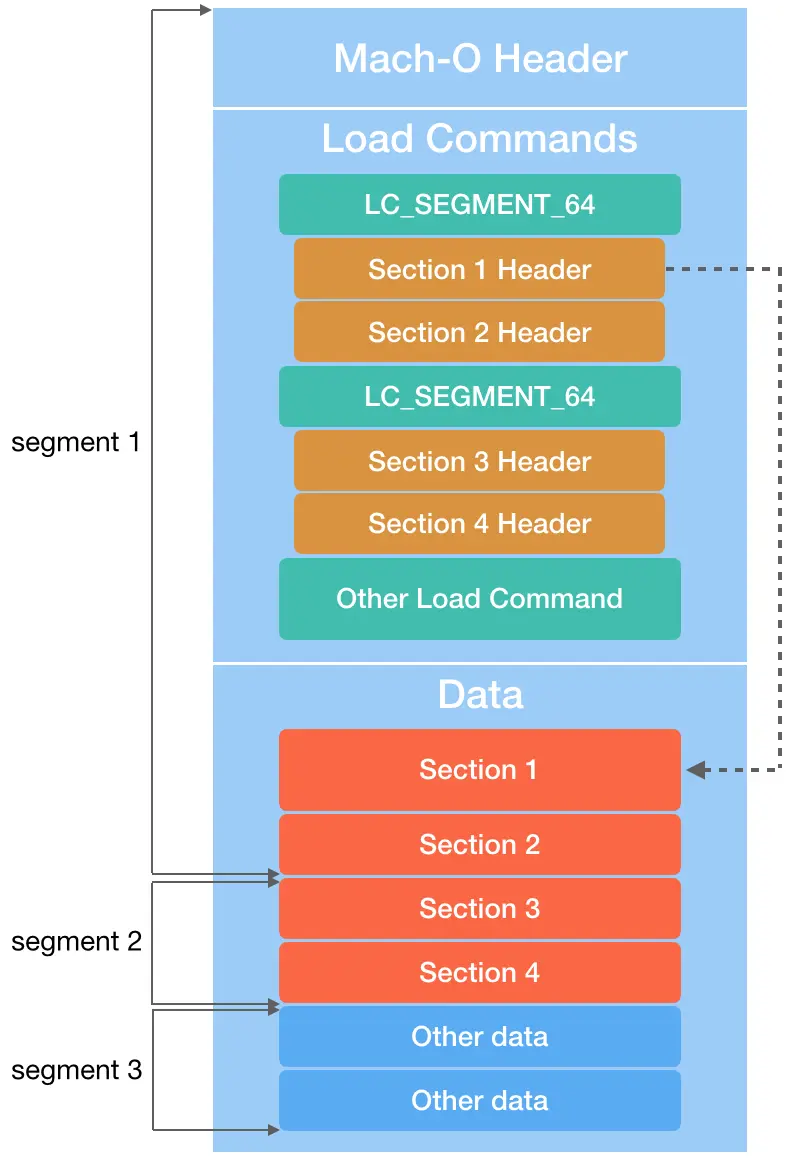 Mach-O Header
Load Commands
LC_SEGMENT_64
Section 1 Header
Section 2 Header
LC_SEGMENT_64
segment 1
Section 3 Header
Section 4 Header
Other Load Command
Data
Section 1
Section 2
Section 3
segment 2
Section 4
Other data
segment 3
Other data